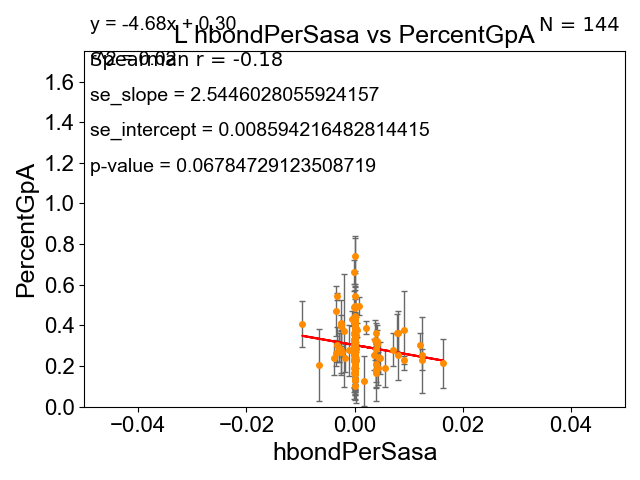 y = -4.68x + 0.30
N = 144
L hbondPerSasa vs PercentGpA
Spearman r = -0.18
se_slope = 2.5446028055924157
se_intercept = 0.008594216482814415
p-value = 0.06784729123508719
PercentGpA
1.6
1.4
1.2
1.0
0.8
0.6
0.4
0.2
0.0
−0.04 −0.02 0.00 0.02 0.04
hbondPerSasa